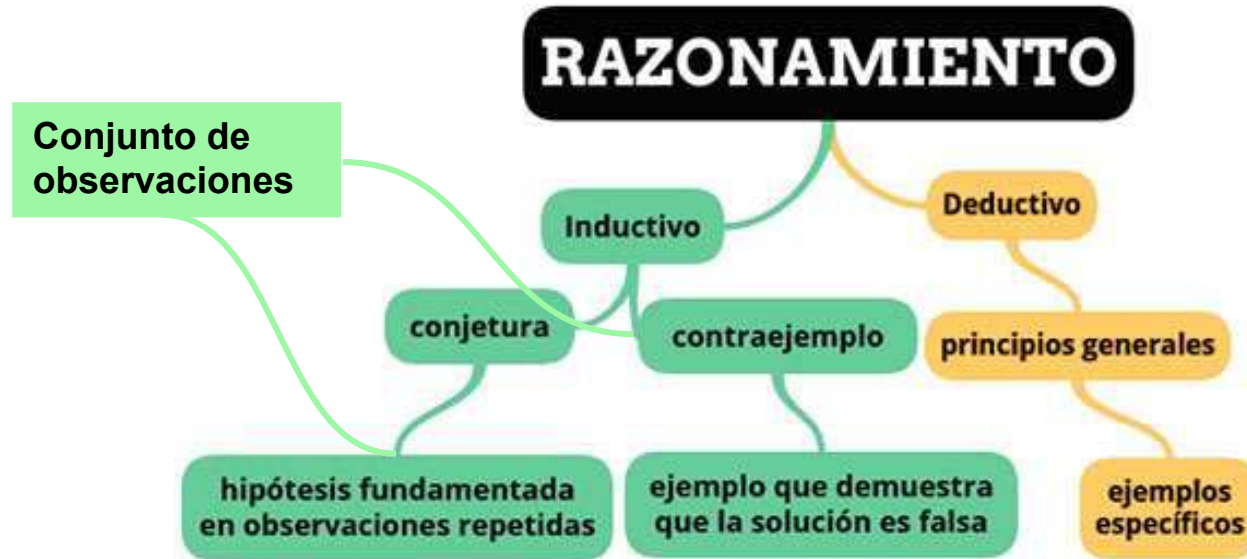 RAZONAMIENTO
Conjunto de
observaciones
Inductivo
Deductivo
conjetura
contraejemplo
principios generales
hipótesis fundamentada
en observaciones repetidas
ejemplo que demuestra
que la solución es falsa
ejemplos
específicos